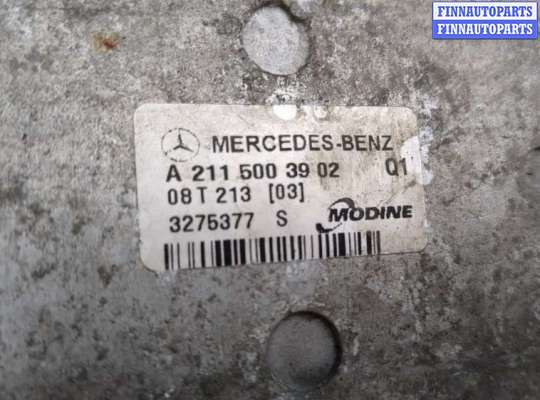 FINNAUTOPARTS
FINNAUTOPARTS
MERCEDES-BENZ
A 211 500 39 02 Q1
08 T 213 [03]
3275377 S MODINE